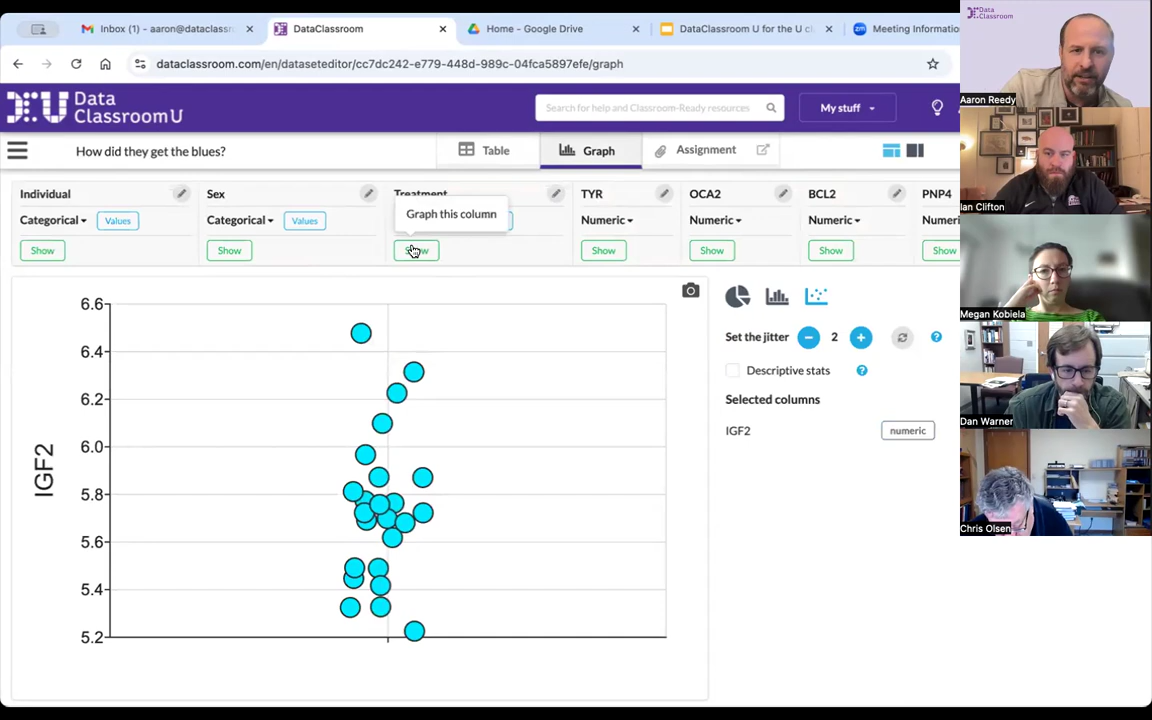 Inbox (1) - aaron@dataclassr
DataClassroom
Home - Google Drive
DataClassroom U for the U cl
Meeting Informatio
dataclassroom.com/en/dataseteditor/cc7dc242-e779-448d-989c-04fca5897efe/graph
Data
ClassroomU
Search for help and Classroom-Ready resources
My stuff
How did they get the blues?
Table
Graph
Assignment
Individual
Sex
Treatment
TYR
OCA2
BCL2
PNP4
Categorical
Values
Categorical
Values
Graph this column
Numeric
Numeric
Numeric
Numeri
Show
Show
Show
Show
Show
Show
Show
6.6
6.4
6.2
6.0
5.8
5.6
5.4
5.2
IGF2
Set the jitter
2
Descriptive stats
Selected columns
IGF2
numeric
Data
Classroom
Aaron Reedy
Ian Clifton
Megan Kobiela
Dan Warner
Chris Olsen